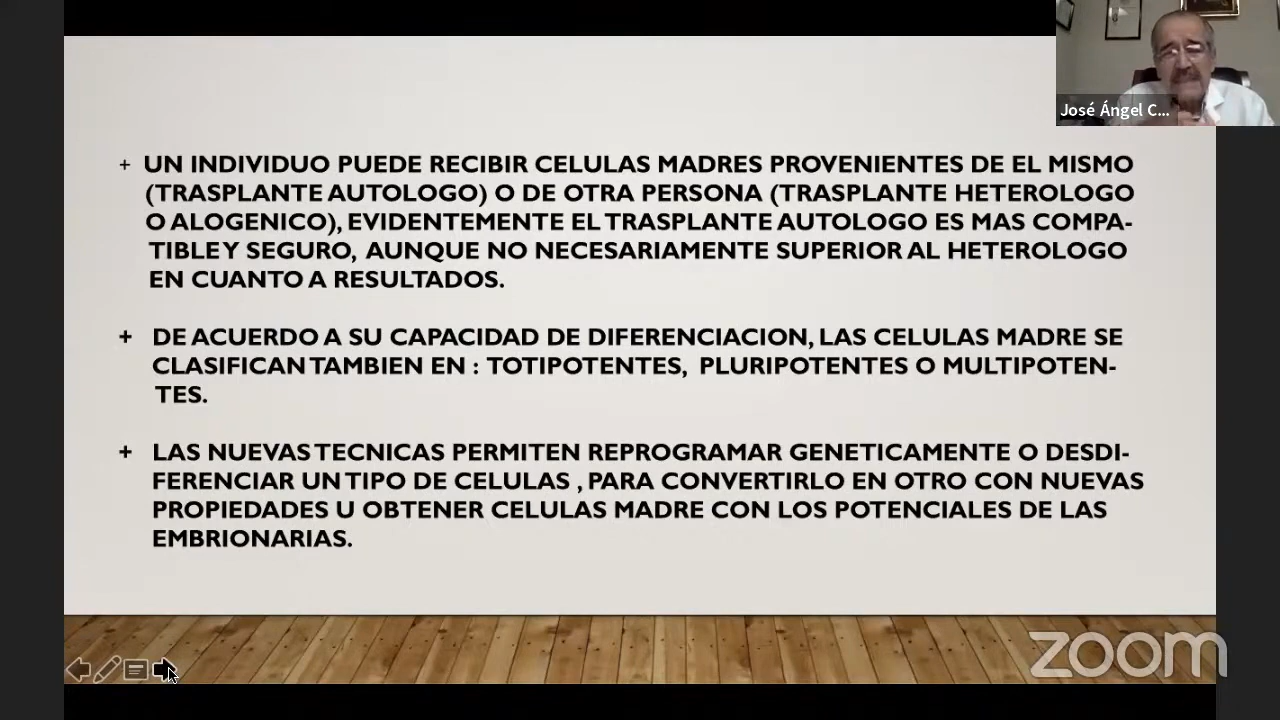 José Ángel C...
+ UN INDIVIDUO PUEDE RECIBIR CELULAS MADRES PROVENIENTES DE EL MISMO
(TRASPLANTE AUTOLOGO) O DE OTRA PERSONA (TRASPLANTE HETEROLOGO
O ALOGENICO), EVIDENTEMENTE EL TRASPLANTE AUTOLOGO ES MAS COMPA-
TIBLE Y SEGURO, AUNQUE NO NECESARIAMENTE SUPERIOR AL HETEROLOGO
EN CUANTO A RESULTADOS.
+ DE ACUERDO A SU CAPACIDAD DE DIFERENCIACION, LAS CELULAS MADRE SE
CLASIFICAN TAMBIEN EN : TOTIPOTENTES, PLURIPOTENTES O MULTIPOTEN-
TES.
+ LAS NUEVAS TECNICAS PERMITEN REPROGRAMAR GENETICAMENTE O DESDI-
FERENCIAR UN TIPO DE CELULAS , PARA CONVERTIRLO EN OTRO CON NUEVAS
PROPIEDADES U OBTENER CELULAS MADRE CON LOS POTENCIALES DE LAS
EMBRIONARIAS.
zoom